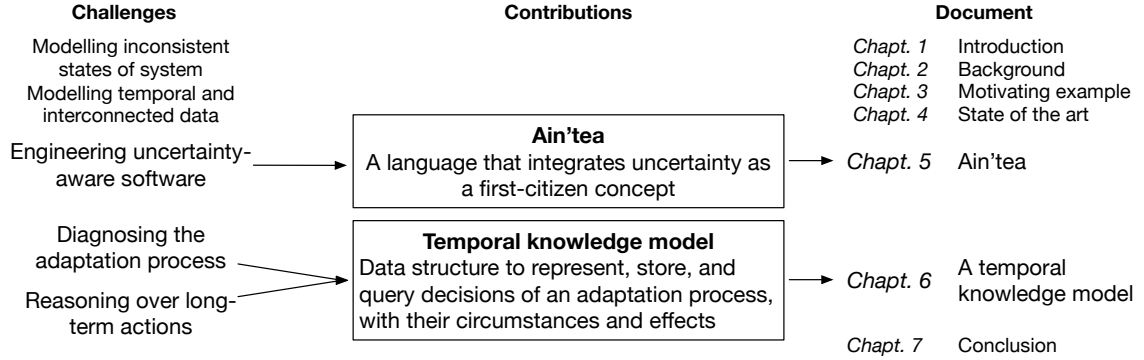 Challenges
Modelling inconsistent
states of system
Modelling temporal and
interconnected data
Engineering uncertainty-
aware software
Diagnosing the
adaptation process
Reasoning over long-
term actions
Contributions
Ain'tea
A language that integrates uncertainty as
a first-citizen concept
Temporal knowledge model
Data structure to represent, store, and
query decisions of an adaptation process,
with their circumstances and effects
Document
Chapt. 1 Introduction
Chapt. 2 Background
Chapt. 3 Motivating example
Chapt. 4 State of the art
Chapt. 5 Ain'tea
Chapt. 6 A temporal
knowledge model
Chapt. 7 Conclusion